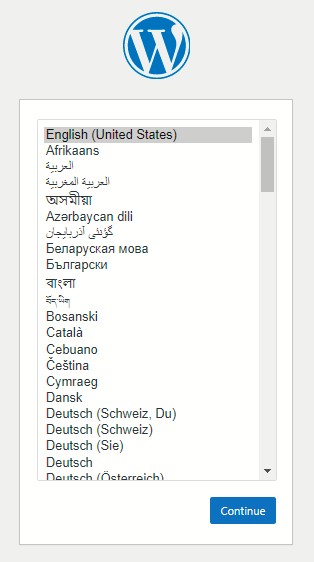 English (United States)
Afrikaans
العربية
العربية المغربية
অসমীয়া
Azərbaycan dili
گؤنئی آذربایجان
Беларуская мова
Български
বাংলা
བོད་ཡིག
Bosanski
Català
Cebuano
Čeština
Cymraeg
Dansk
Deutsch (Schweiz, Du)
Deutsch (Schweiz)
Deutsch (Sie)
Deutsch
Deutsch (Österreich)
Continue